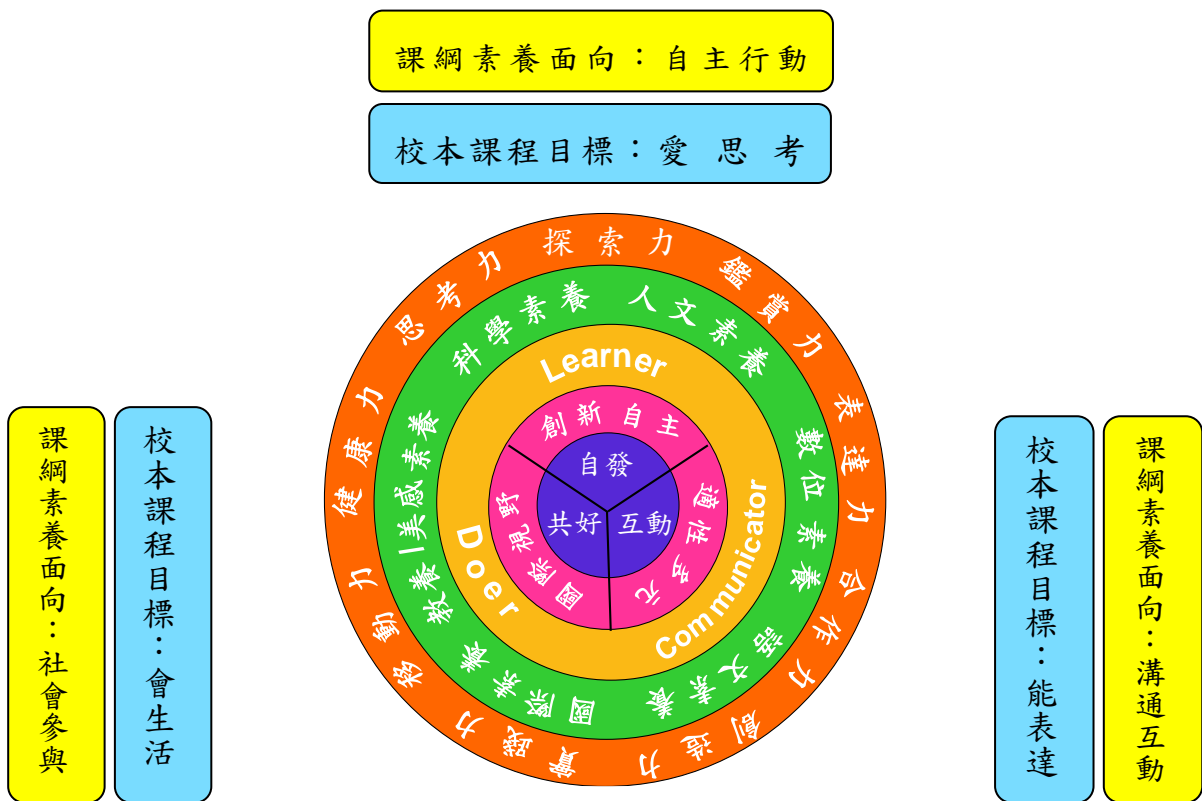 課綱素養面向：自主行動
校本課程目標：愛思考
思考力
探索力
鑑賞力
表達力
合作力
創造力
實踐力
移動力
健康力
科學素養
人文素養
數位素養
語文素養
國際素養
教養|美感素養
Learner
Communicator
Doer
創新自主
適性多元
國際視野
自發
互動
共好
課綱素養面向：社會參與
校本課程目標：會生活
校本課程目標：能表達
課綱素養面向：溝通互動